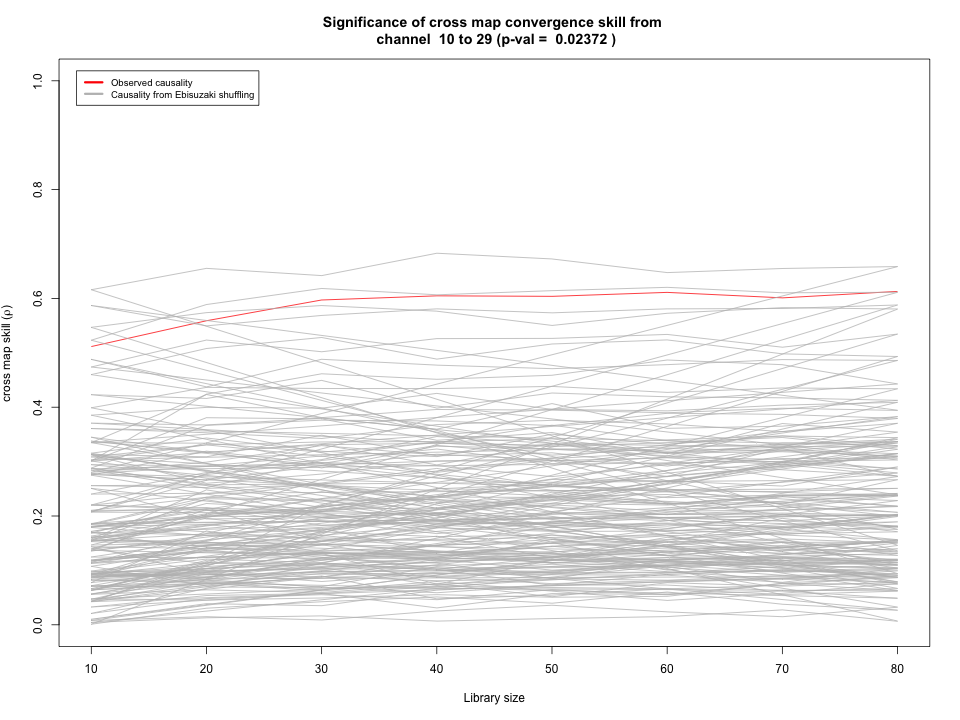 Significance of cross map convergence skill from
channel  10 to 29 (p-val =  0.02372 )
Observed causality
Causality from Ebisuzaki shuffling
cross map skill (ρ)
1.0
0.8
0.6
0.4
0.2
0.0
10 20 30 40 50 60 70 80
Library size